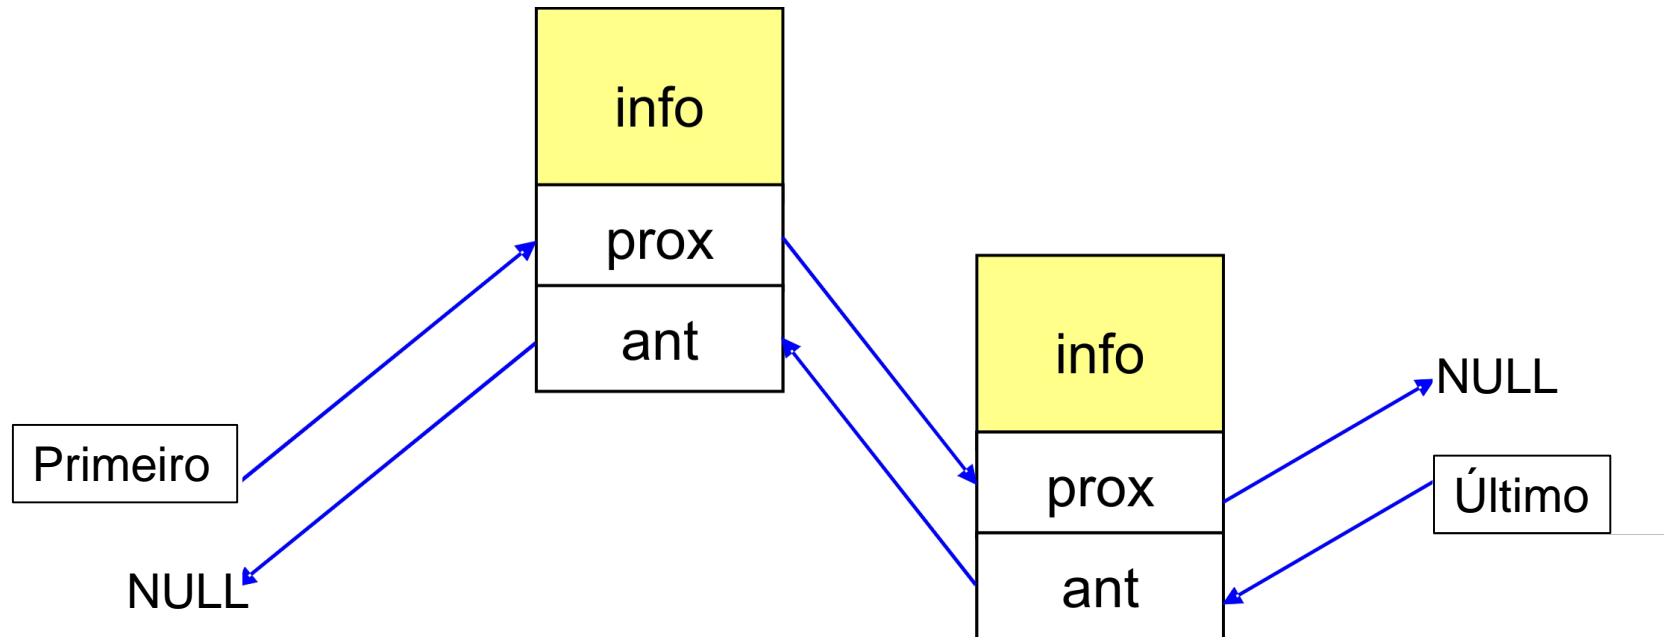 info
prox
ant
Primeiro
NULL
info
prox
ant
NULL
Último